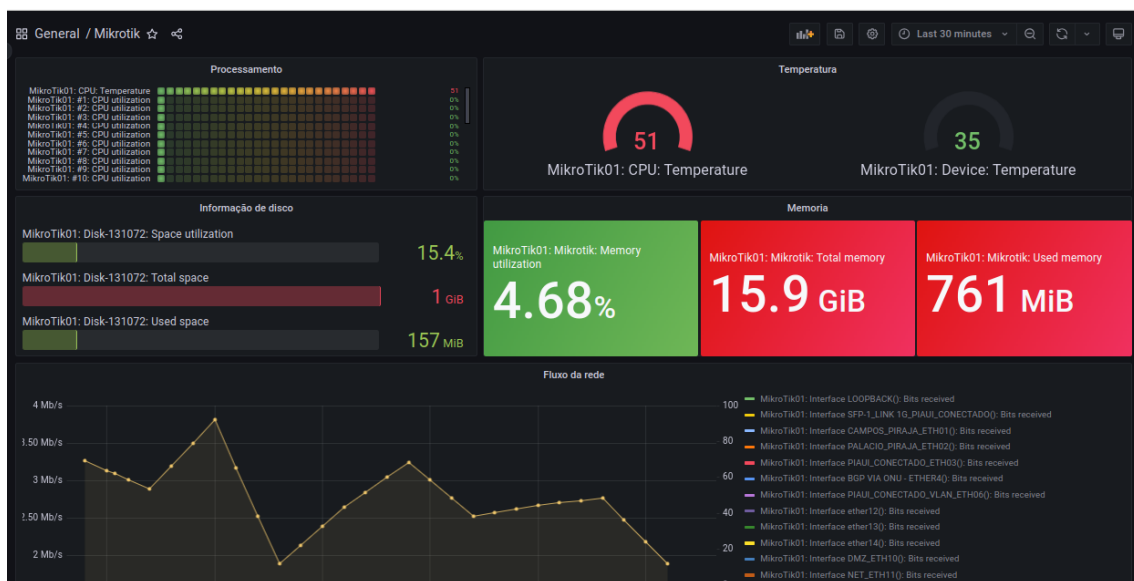 General / Mikrotik
Last 30 minutes
Processamento
MikroTik01: CPU: Temperature 51
MikroTik01: #1: CPU utilization 0%
MikroTik01: #2: CPU utilization 0%
MikroTik01: #3: CPU utilization 0%
MikroTik01: #4: CPU utilization 0%
MikroTik01: #5: CPU utilization 0%
MikroTik01: #6: CPU utilization 0%
MikroTik01: #7: CPU utilization 0%
MikroTik01: #8: CPU utilization 0%
MikroTik01: #9: CPU utilization 0%
MikroTik01: #10: CPU utilization 0%
Temperatura
51
MikroTik01: CPU: Temperature
35
MikroTik01: Device: Temperature
Informação de disco
MikroTik01: Disk-131072: Space utilization
15.4%
MikroTik01: Disk-131072: Total space
1 GiB
MikroTik01: Disk-131072: Used space
157 MiB
Memoria
MikroTik01: Mikrotik: Memory
utilization
4.68%
MikroTik01: Mikrotik: Total memory
15.9 GiB
MikroTik01: Mikrotik: Used memory
761 MiB
Fluxo da rede
4 Mb/s
3.50 Mb/s
3 Mb/s
2.50 Mb/s
2 Mb/s
100
80
60
40
20
MikroTik01: Interface LOOPBACK(): Bits received
MikroTik01: Interface SFP-1_LINK 1G_PIAUI_CONECTADO(): Bits received
MikroTik01: Interface CAMPOS_PIRAJA_ETH01(): Bits received
MikroTik01: Interface PALACIO_PIRAJA_ETH02(): Bits received
MikroTik01: Interface PIAUI_CONECTADO_ETH03(): Bits received
MikroTik01: Interface BGP VIA ONU - ETHER4(): Bits received
MikroTik01: Interface PIAUI_CONECTADO_VLAN_ETH06(): Bits received
MikroTik01: Interface ether12(): Bits received
MikroTik01: Interface ether13(): Bits received
MikroTik01: Interface ether14(): Bits received
MikroTik01: Interface DMZ_ETH10(): Bits received
MikroTik01: Interface NET_ETH11(): Bits received